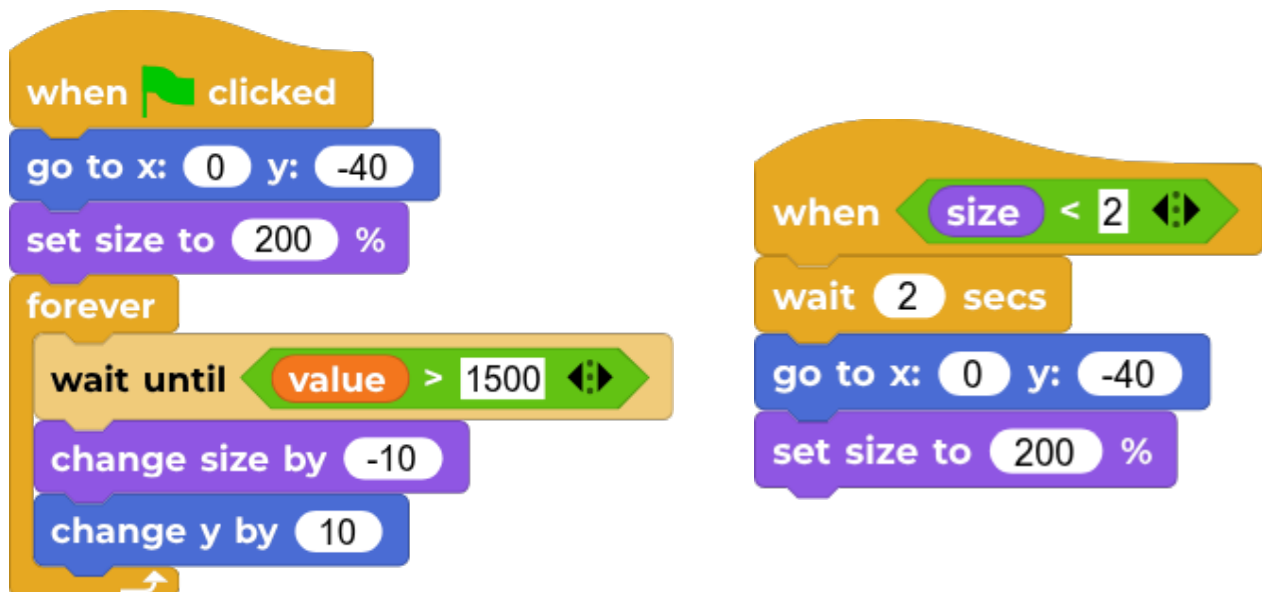 when clicked
go to x: 0 y: -40
set size to 200 %
forever
wait until value > 1500
change size by -10
change y by 10
when size < 2
wait 2 secs
go to x: 0 y: -40
set size to 200 %